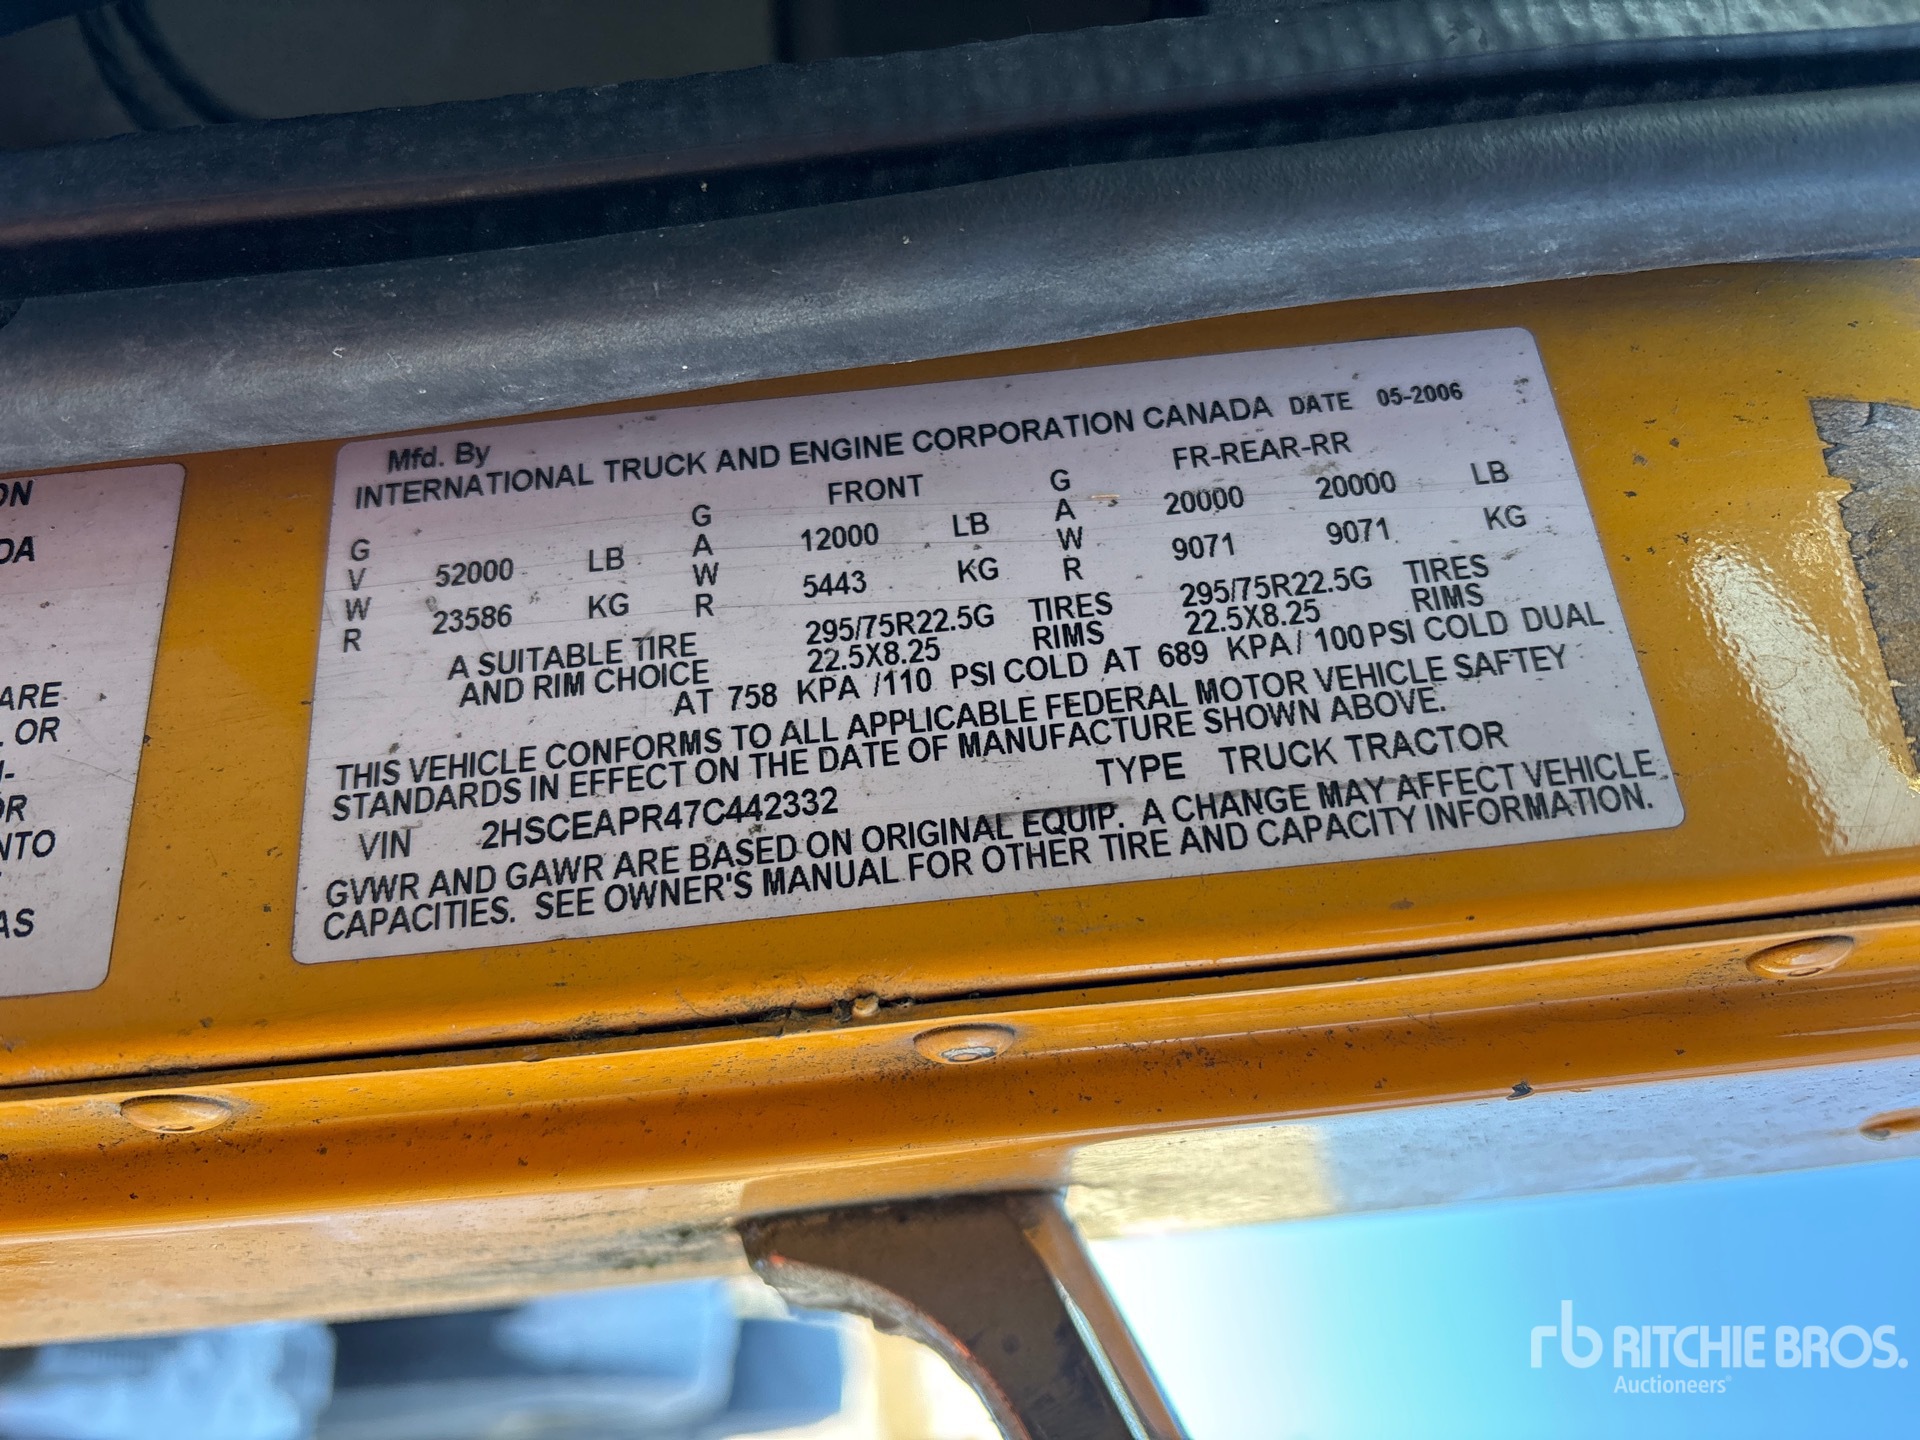 ON
DA
ARE
OR
OR
NTO
AS
Mfd. By
INTERNATIONAL TRUCK AND ENGINE CORPORATION CANADA DATE 05-2006
G FRONT G FR-REAR-RR
G A 12000 LB A 20000 20000 LB
V 52000 LB W 5443 KG W 9071 9071 KG
W 23586 KG R 295/75R22.5G TIRES R 295/75R22.5G TIRES
R A SUITABLE TIRE 22.5X8.25 RIMS 22.5X8.25 RIMS
AND RIM CHOICE AT 758 KPA /110 PSI COLD AT 689 KPA/ 100PSI COLD DUAL
THIS VEHICLE CONFORMS TO ALL APPLICABLE FEDERAL MOTOR VEHICLE SAFTEY
STANDARDS IN EFFECT ON THE DATE OF MANUFACTURE SHOWN ABOVE.
VIN 2HSCEAPR47C442332 TYPE TRUCK TRACTOR
GVWR AND GAWR ARE BASED ON ORIGINAL EQUIP. A CHANGE MAY AFFECT VEHICLE
CAPACITIES. SEE OWNER'S MANUAL FOR OTHER TIRE AND CAPACITY INFORMATION.
rb RITCHIE BROS.
Auctioneers